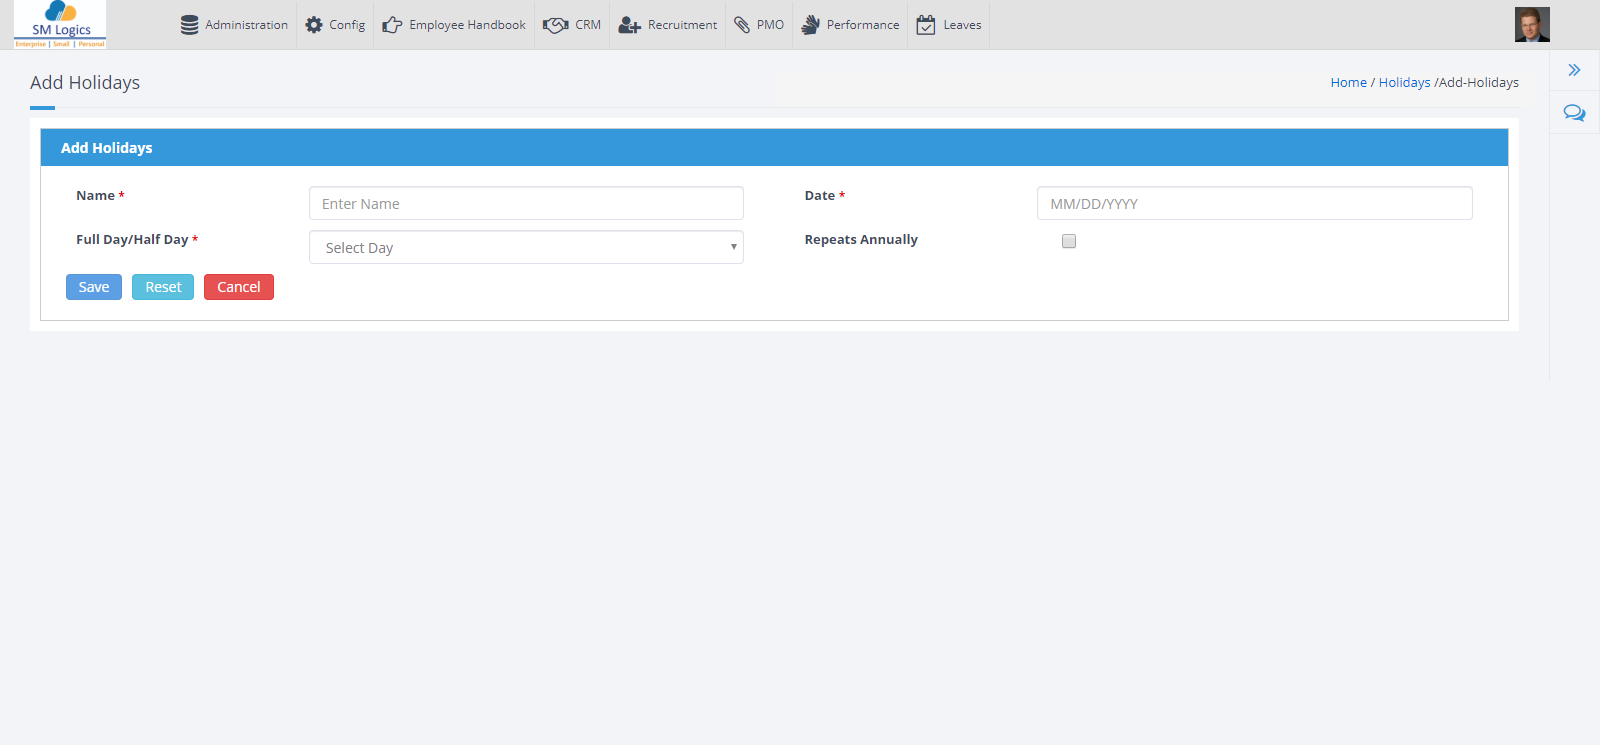 SM Logics
Enterprise | Small | Personal
Administration
Config
Employee Handbook
CRM
Recruitment
PMO
Performance
Leaves
Add Holidays
Home / Holidays /Add-Holidays
Add Holidays
Name *
Enter Name
Date *
MM/DD/YYYY
Full Day/Half Day *
Select Day
Repeats Annually
Save
Reset
Cancel